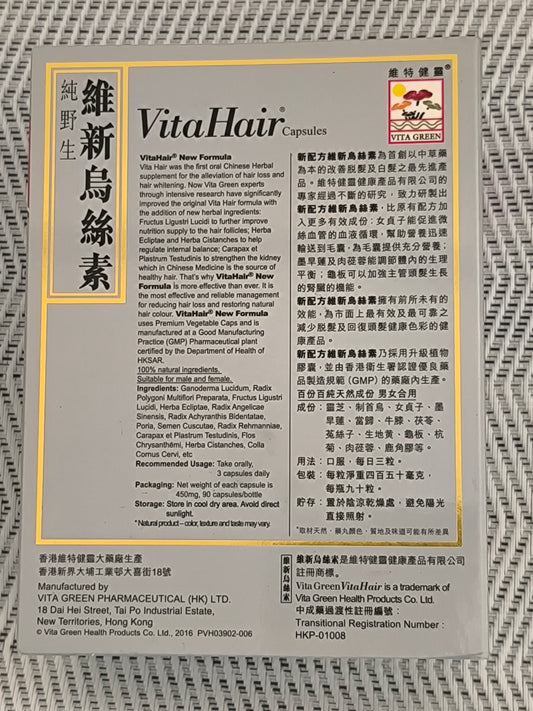 維新烏絲素
純野生
VitaHair® Capsules
維特健靈®
VITA GREEN
VitaHair® New Formula
Vita Hair was the first oral Chinese Herbal
supplement for the alleviation of hair loss and
hair whitening. Now Vita Green experts
through intensive research have significantly
Improved the original Vita Hair formula with
the addition of new herbal ingredients:
Fructus Ligustri Lucidi to further improve
nutrition supply to the hair follicles; Herba
Ecliptae and Herba Cistanches to help
regulate internal balance; Carapax et
Plastrum Testudinis to strengthen the kidney
which in Chinese Medicine is the source of
healthy hair. That's why VitaHair® New
Formula is more effective than ever. It is
the most effective and reliable management
for reducing hair loss and restoring natural
hair colour. VitaHair® New Formula
uses Premium Vegetable Caps and is
manufactured at a Good Manufacturing
Practice (GMP) Pharmaceutical plant
certified by the Department of Health of
HKSAR.
100% natural ingredients.
Suitable for male and female.
Ingredients: Ganoderma Lucidum, Radix
Polygoni Multiflori Preparata, Fructus Ligustri
Lucidi, Herba Ecliptae, Radix Angelicae
Sinensis, Radix Achyranthis Bidentatae,
Poria, Semen Cuscutae, Radix Rehmanniae,
Carapax et Plastrum Testudinis, Flos
Chrysanthémi, Herba Cistanches, Colla
Cornus Cervi, etc
Recommended Usage: Take orally,
3 capsules daily
Packaging: Net weight of each capsule is
450mg, 90 capsules/bottle
Storage: Store in cool dry area. Avoid direct
sunlight.
*Natural product – color, texture and taste may vary.
新配方維新烏絲素為首創以中草藥
為本的改善脫髮及白髮之最先進產
品。維特健靈健康產品有限公司的
專家經過不斷的研究，致力研製出
新配方維新烏絲素，比原有配方加
入更多有效成份：女貞子能促進微
絲血管的血液循環，幫助營養迅速
輸送到毛囊，為毛囊提供充分營養；
墨旱蓮及肉蓯蓉能調節體內的生理
平衡；龜板可以加強主管頭髮生長
的腎臟的機能。
新配方維新烏絲素擁有前所未有的
效能，為市面上最有效及最可靠之
減少脫髮及回復頭髮健康色彩的健
康產品。
新配方維新烏絲素乃採用升級植物
膠囊，並由香港衛生署認證優良藥
品製造規範(GMP)的藥廠內生產。
百份百純天然成份 男女合用
成份：靈芝、制首烏、女貞子、墨
旱蓮、當歸、牛膝、茯苓、
菟絲子、生地黃、龜板、杭
菊、肉蓯蓉、鹿角膠等。
用法：口服，每日三粒。
包裝：每粒淨重四百五十毫克，
每瓶九十粒。
貯存：置於陰涼乾燥處，避免陽光
直接照射。
*取材天然，藥丸顏色、質地及味道可能有所差異
香港維特健靈大藥廠生產
香港新界大埔工業邨大喜街18號
Manufactured by
VITA GREEN PHARMACEUTICAL (HK) LTD.
18 Dai Hei Street, Tai Po Industrial Estate,
New Territories, Hong Kong
© Vita Green Health Products Co. Ltd., 2016 PVH03902-006
維新烏絲素
維新烏絲素是維特健靈健康產品有限公司
註冊商標。
Vita Green VitaHair is a trademark of
Vita Green Health Products Co. Ltd.
中成藥過渡性註冊編號：
Transitional Registration Number :
HKP-01008